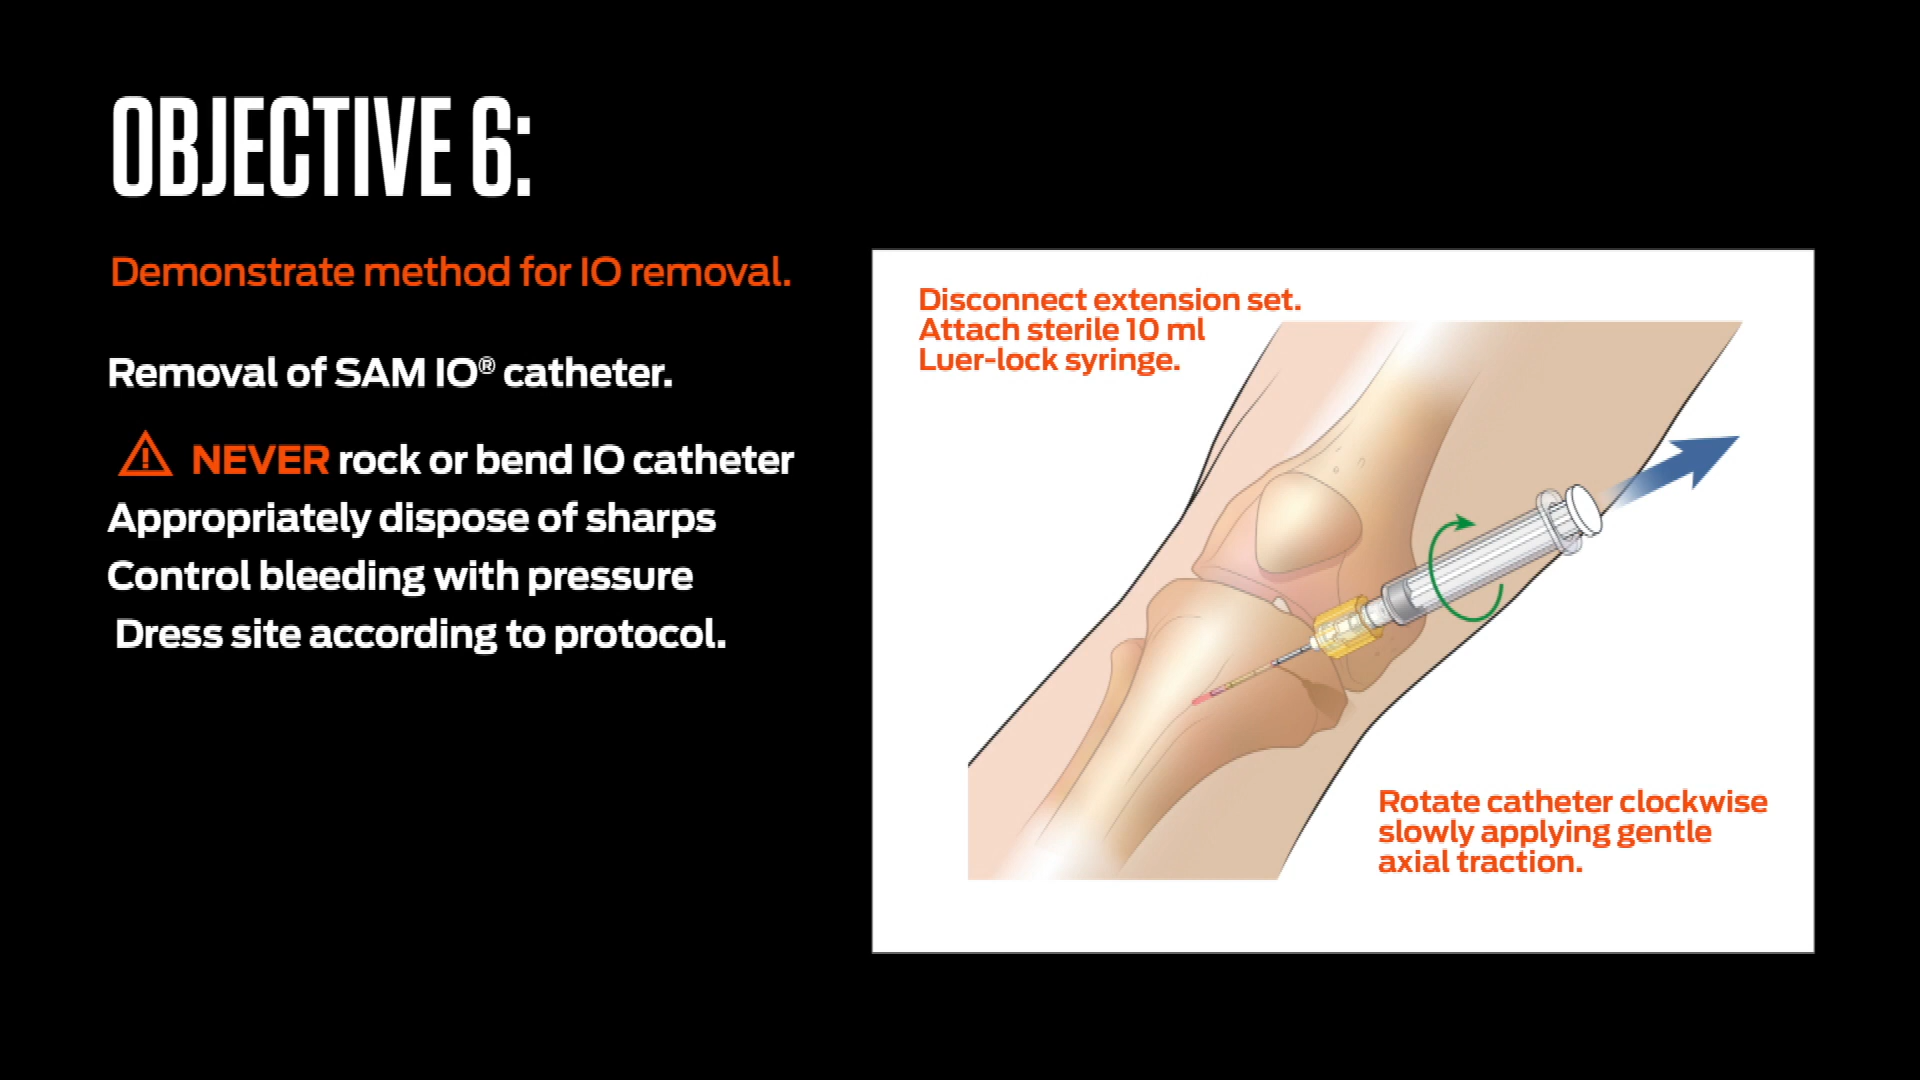 OBJECTIVE 6:
Demonstrate method for IO removal.
Removal of SAM IO® catheter.
NEVER rock or bend IO catheter
Appropriately dispose of sharps
Control bleeding with pressure
Dress site according to protocol.
Disconnect extension set.
Attach sterile 10 ml
Luer-lock syringe.
Rotate catheter clockwise
slowly applying gentle
axial traction.